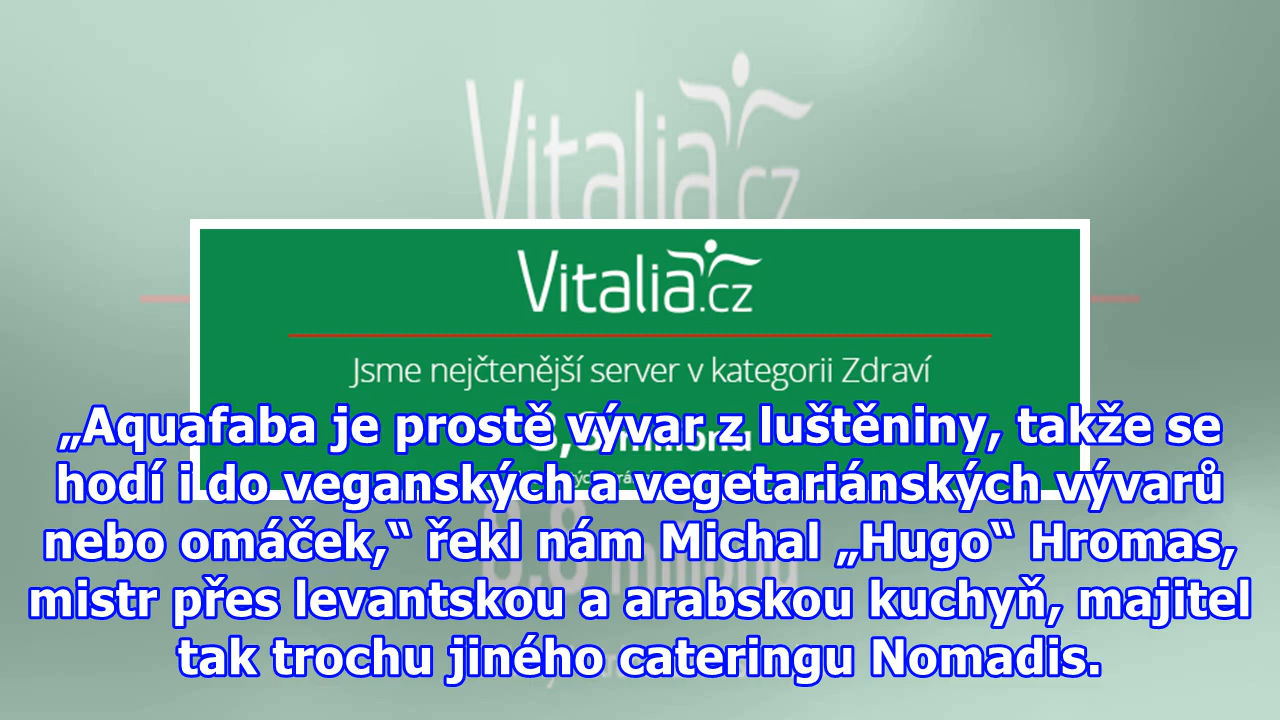 Vitalia.cz
Vitalia.cz
Jsme nejčtenější server v kategorii Zdraví
„Aquafaba je prostě vývar z luštěniny, takže se
hodí i do veganských a vegetariánských vývarů
nebo omáček,“ řekl nám Michal „Hugo“ Hromas,
mistr přes levantskou a arabskou kuchyň, majitel
tak trochu jiného cateringu Nomadis.